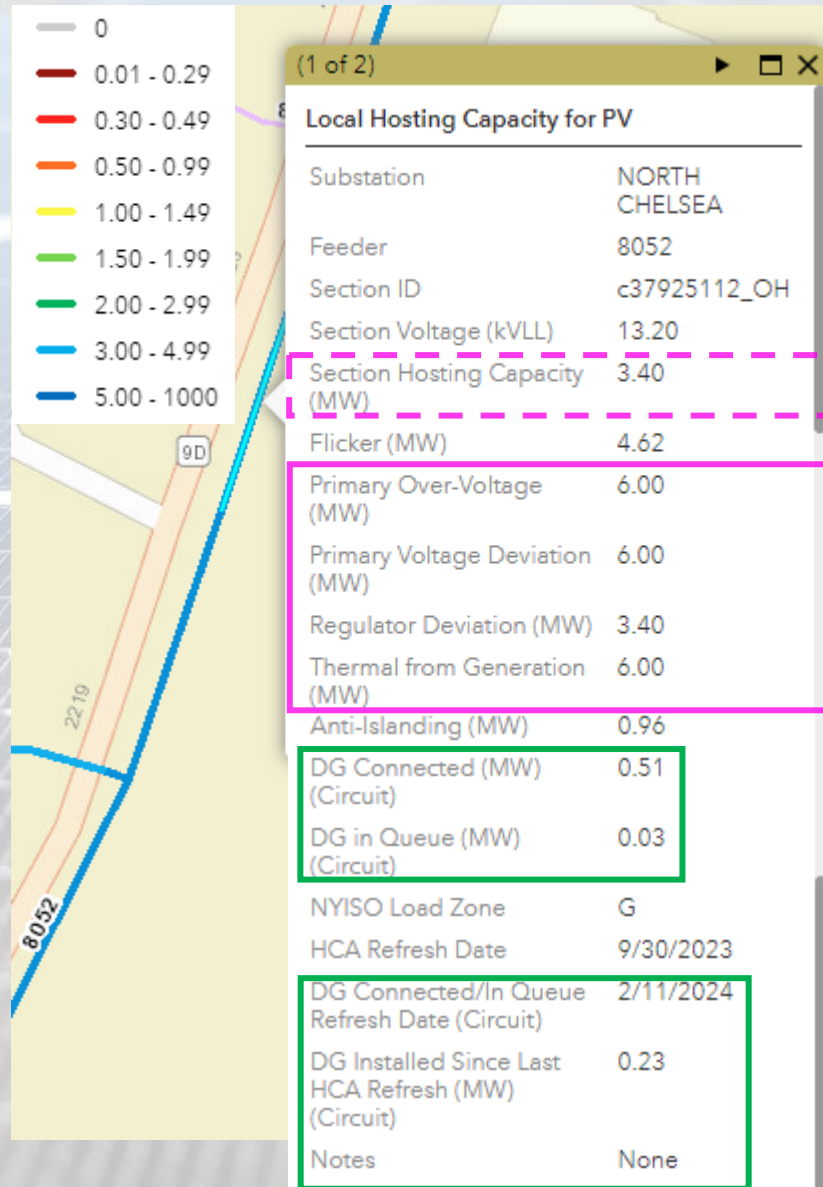 0
0.01 - 0.29
0.30 - 0.49
0.50 - 0.99
1.00 - 1.49
1.50 - 1.99
2.00 - 2.99
3.00 - 4.99
5.00 - 1000
9D
2219
8052
(1 of 2)
Local Hosting Capacity for PV
Substation NORTH
CHELSEA
Feeder 8052
Section ID c37925112_OH
Section Voltage (kVLL) 13.20
Section Hosting Capacity 3.40
(MW)
Flicker (MW) 4.62
Primary Over-Voltage 6.00
(MW)
Primary Voltage Deviation 6.00
(MW)
Regulator Deviation (MW) 3.40
Thermal from Generation 6.00
(MW)
Anti-Islanding (MW) 0.96
DG Connected (MW) 0.51
(Circuit)
DG in Queue (MW) 0.03
(Circuit)
NYISO Load Zone G
HCA Refresh Date 9/30/2023
DG Connected/In Queue 2/11/2024
Refresh Date (Circuit)
DG Installed Since Last 0.23
HCA Refresh (MW)
(Circuit)
Notes None